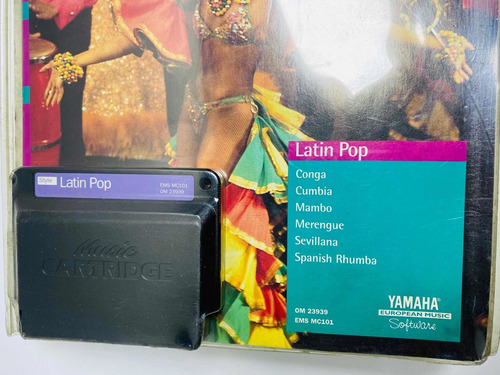 Style
Latin Pop
EMS MC101
OM 23939
Music
CARTRIDGE
Latin Pop
Conga
Cumbia
Mambo
Merengue
Sevillana
Spanish Rhumba
OM 23939
EMS MC101
YAMAHA
EUROPEAN MUSIC
Software